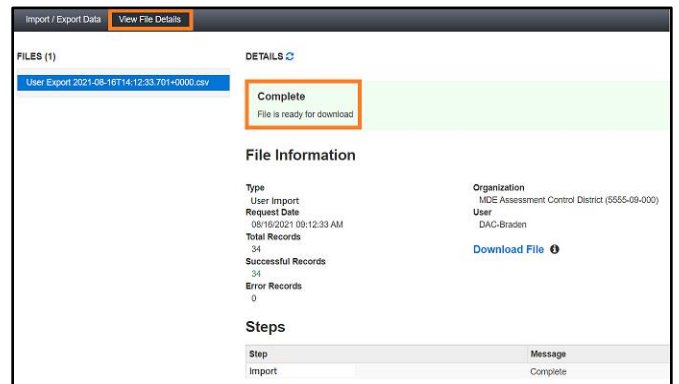 Import / Export Data View File Details
FILES (1)
User Export 2021-08-16T14:12:33.701+0000.csv
DETAILS
Complete
File is ready for download
File Information
Type
User Import
Request Date
08/16/2021 09:12:33 AM
Total Records
34
Successful Records
34
Error Records
0
Organization
MDE Assessment Control District (5555-09-000)
User
DAC-Braden
Download File
Steps
Step Message
Import Complete